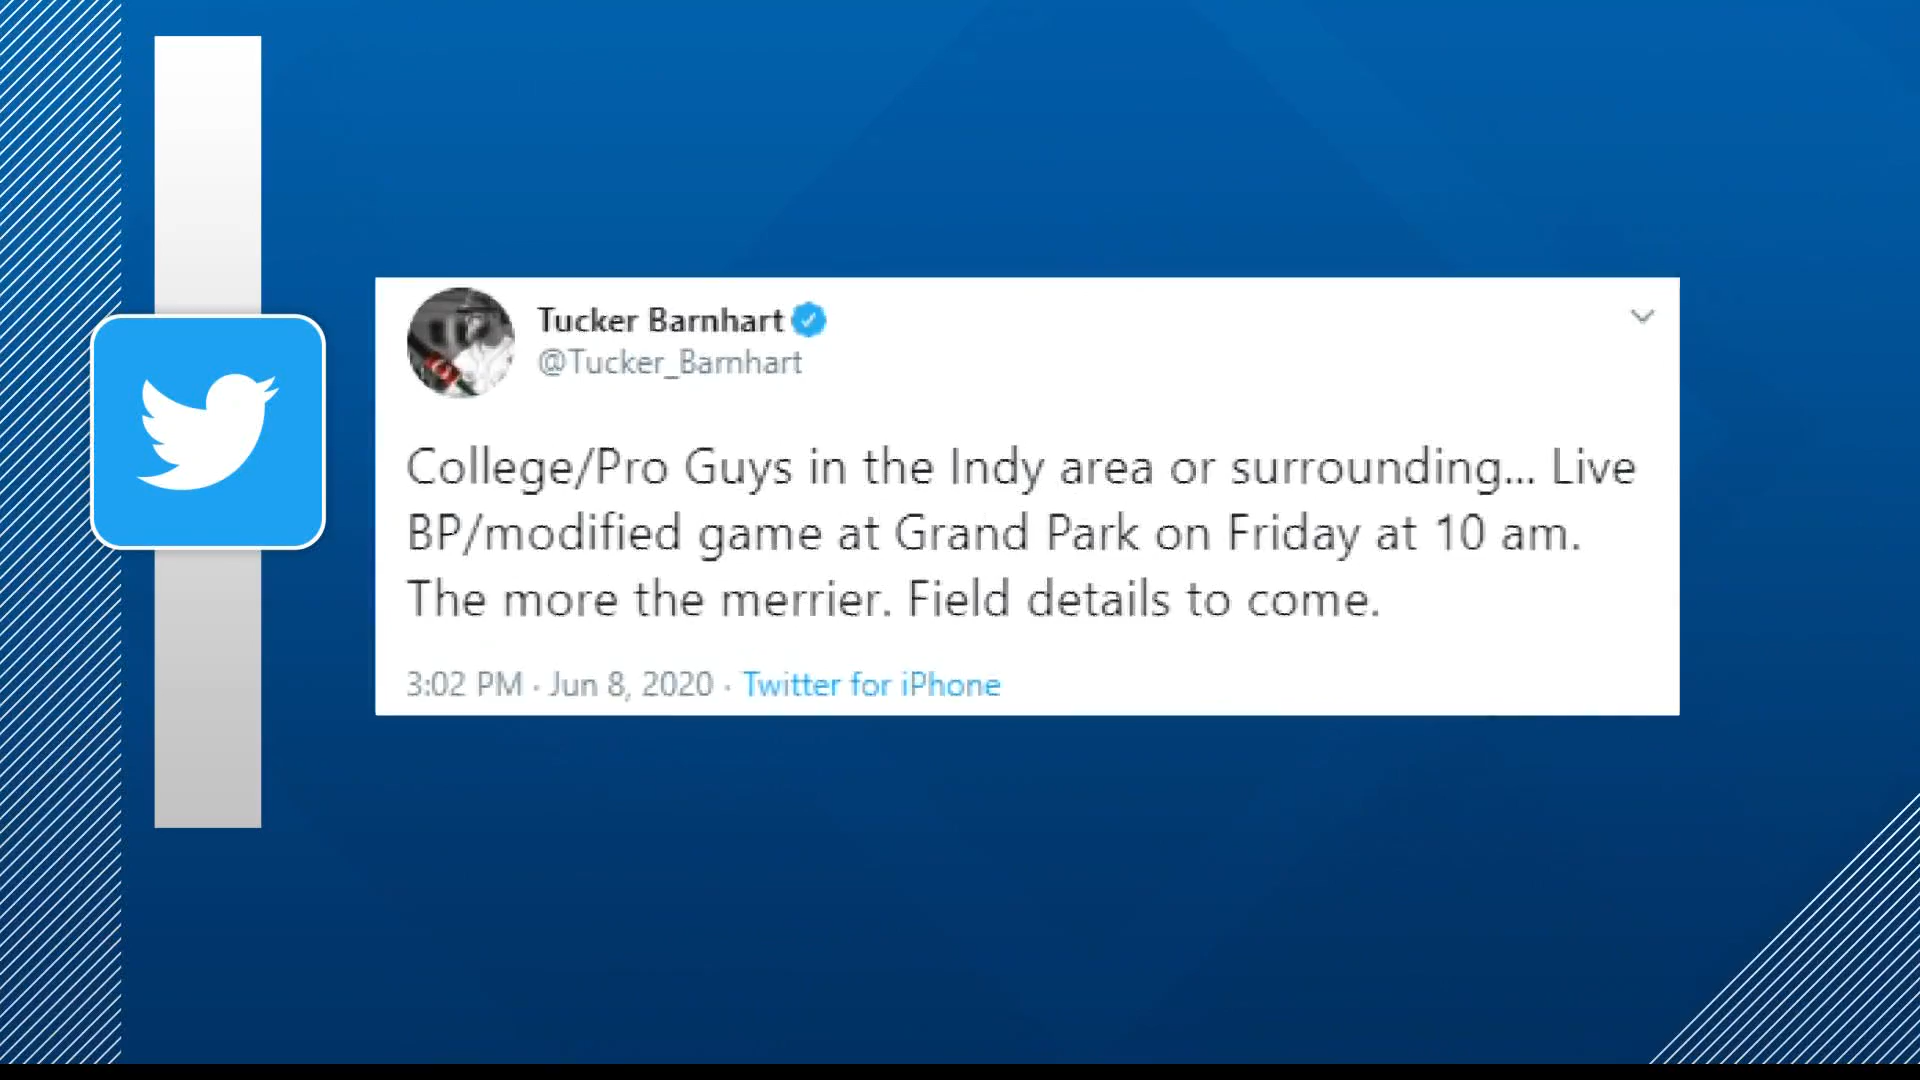 Tucker Barnhart
@Tucker_Barnhart
College/Pro Guys in the Indy area or surrounding... Live
BP/modified game at Grand Park on Friday at 10 am.
The more the merrier. Field details to come.
3:02 PM · Jun 8, 2020 · Twitter for iPhone